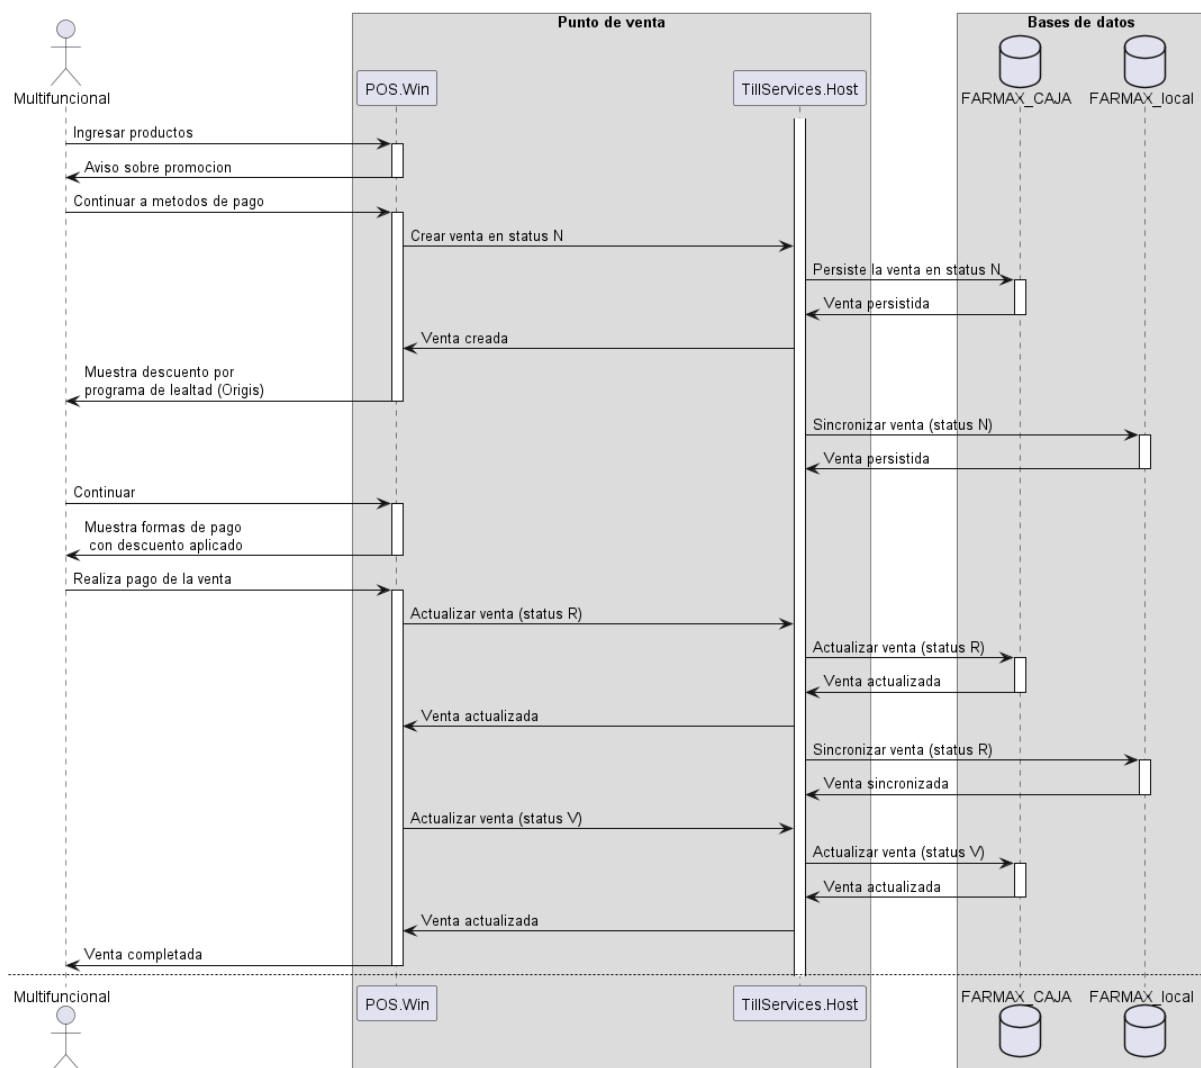 Punto de venta
Bases de datos
Multifuncional
POS.Win
TillServices.Host
FARMAX_CAJA
FARMAX_local
Ingresar productos
Aviso sobre promocion
Continuar a metodos de pago
Crear venta en status N
Persiste la venta en status N
Venta persistida
Venta creada
Muestra descuento por
programa de lealtad (Origis)
Sincronizar venta (status N)
Venta persistida
Continuar
Muestra formas de pago
con descuento aplicado
Realiza pago de la venta
Actualizar venta (status R)
Actualizar venta (status R)
Venta actualizada
Venta actualizada
Sincronizar venta (status R)
Venta sincronizada
Actualizar venta (status V)
Actualizar venta (status V)
Venta actualizada
Venta actualizada
Venta completada
Multifuncional
POS.Win
TillServices.Host
FARMAX_CAJA
FARMAX_local